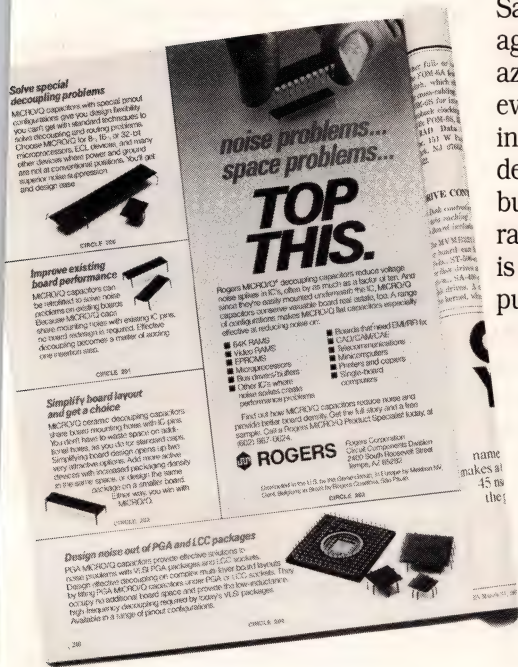 Solve special
decoupling problems
MICRO/Q capacitors with special pinout
configurations give you design flexibility
you can't get with standard techniques to
solve decoupling and routing problems.
Choose MICRO/Q for 8-, 16-, or 32-bit
microprocessors, ECL devices, and many
other devices where power and ground
are not at conventional positions. You'll get
superior noise suppression
and design ease.
CIRCLE
Improve existing
board performance
MICRO/Q capacitors can
be retrofitted to solve noise
problems on existing boards.
Because MICRO/Q caps
share mounting holes with existing IC pins,
no board redesign is required. Effective
decoupling becomes a matter of adding
one insertion step.
CIRCLE 291
Simplify board layout
and get a choice
MICRO/Q ceramic decoupling capacitors
share board mounting holes with IC pins.
You don't have to waste space on addi-
tional holes, as you do for standard caps.
Simplifying board design opens up two
very attractive options. Add more active
devices with increased packaging density
in the same space, or design the same
package on a smaller board.
Either way, you win with
MICRO/Q.
CIRCLE
noise problems...
space problems...
TOP
THIS.
Rogers MICRO/Q® decoupling capacitors reduce voltage
noise spikes in IC's, often by as much as a factor of ten. And
since they're easily mounted underneath the IC, MICRO/Q
capacitors conserve valuable board real estate, too. A range
of configurations makes MICRO/Q flat capacitors especially
effective at reducing noise on:
64K RAMS
Video RAMS
EPROMS
Microprocessors
Bus drivers/buffers
Other IC's where
noise spikes create
performance problems
Boards that need EMI/RFI fix
CAD/CAM/CAE
Telecommunications
Minicomputers
Printers and copiers
Single-board
computers
Find out how MICRO/Q capacitors reduce noise and
provide better board density. Get the full story and a free
sample. Call a Rogers MICRO/Q Product Specialist today, at
(602) 967-0624.
ROGERS
Rogers Corporation
Circuit Components Division
2400 South Roosevelt Street
Tempe, AZ 85282
CIRCLE
Design noise out of PGA and LCC packages
PGA MICRO/Q capacitors provide effective solutions to
noise problems with VLSI PGA packages and LCC sockets.
Design effective decoupling on complex multi-layer board layouts
by fitting PGA MICRO/Q capacitors under PGA or LCC sockets. They
occupy no additional board space and provide the low-inductance,
high-frequency decoupling required by today's VLSI packages.
Available in a range of pinout configurations.
CIRCLE
Sa
ag
az
ev
in
de
bu
ra
is
pu
name
makes a
45 n
the